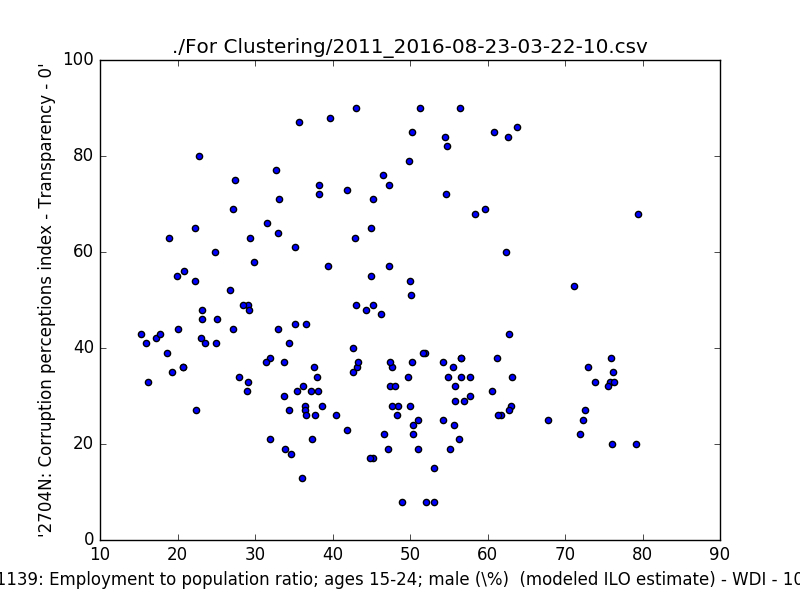 ./For Clustering/2011_2016-08-23-03-22-10.csv
'2704N: Corruption perceptions index - Transparency - 0'
100
80
60
40
20
0
10 20 30 40 50 60 70 80 90
1139: Employment to population ratio; ages 15-24; male (\%) (modeled ILO estimate) - WDI - 10